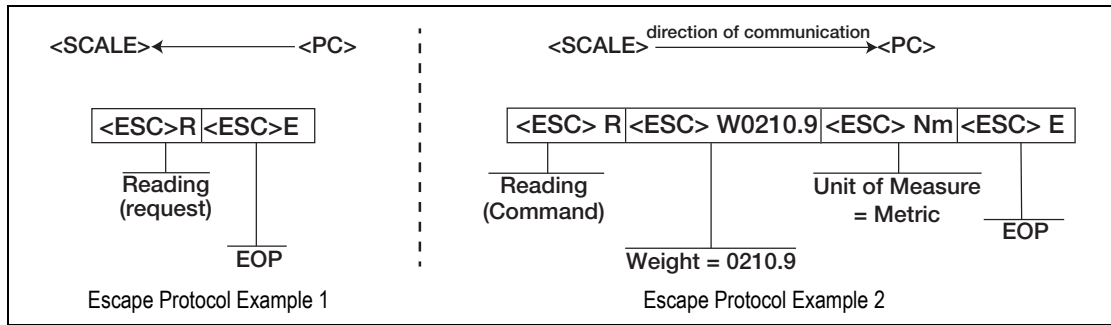 <SCALE> <PC>
<ESC>R <ESC>E
Reading
(request)
EOP
Escape Protocol Example 1
direction of communication
<SCALE> <PC>
<ESC> R <ESC> W0210.9 <ESC> Nm <ESC> E
Reading
(Command)
Unit of Measure
= Metric
EOP
Weight = 0210.9
Escape Protocol Example 2